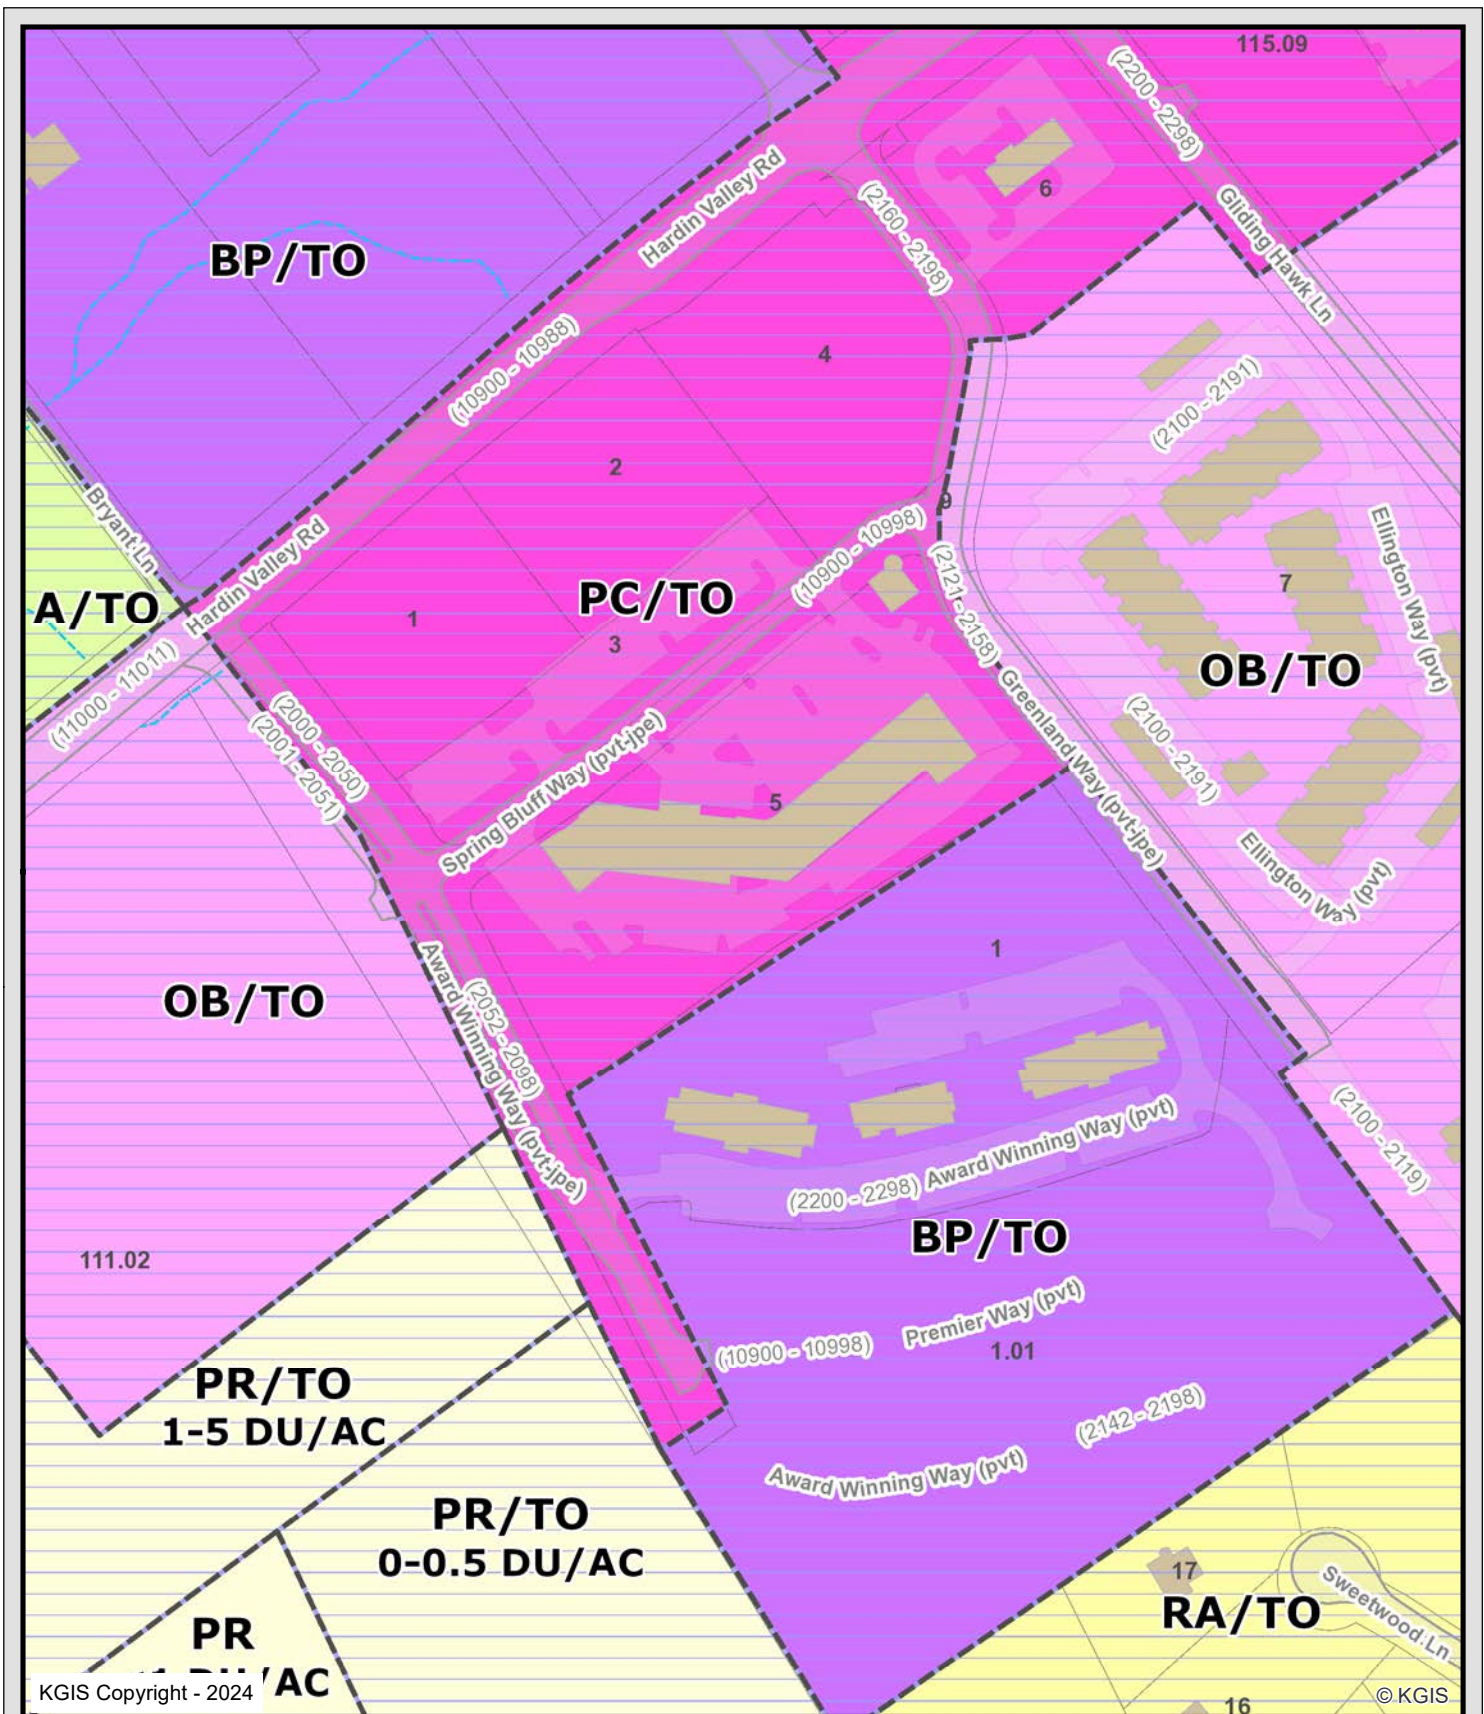 115.09
(2200 - 2298)
Hardin Valley Rd
6
(2160 - 2198)
Gliding Hawk Ln
BP/TO
(10900 - 10988)
4
(2100 - 2191)
2
9
Bryant Ln
Hardin Valley Rd
(10900 - 10998)
Ellington Way (pvt)
A/TO
1
PC/TO
(2121 - 2158)
7
3
OB/TO
(11000 - 11011)
(2000 - 2050)
(2001 - 2051)
Greenland Way (pvt-jpe)
(2100 - 2191)
Spring Bluff Way (pvt-jpe)
5
Ellington Way (pvt)
1
OB/TO
Award Winning Way (pvt-jpe)
(2052 - 2098)
(2100 - 2119)
(2200 - 2298) Award Winning Way (pvt)
BP/TO
111.02
Premier Way (pvt)
(10900 - 10998)
1.01
PR/TO
1-5 DU/AC
(2142 - 2198)
Award Winning Way (pvt)
PR/TO
0-0.5 DU/AC
17
Sweetwood Ln
RA/TO
PR
/AC
KGIS Copyright - 2024
© KGIS
16